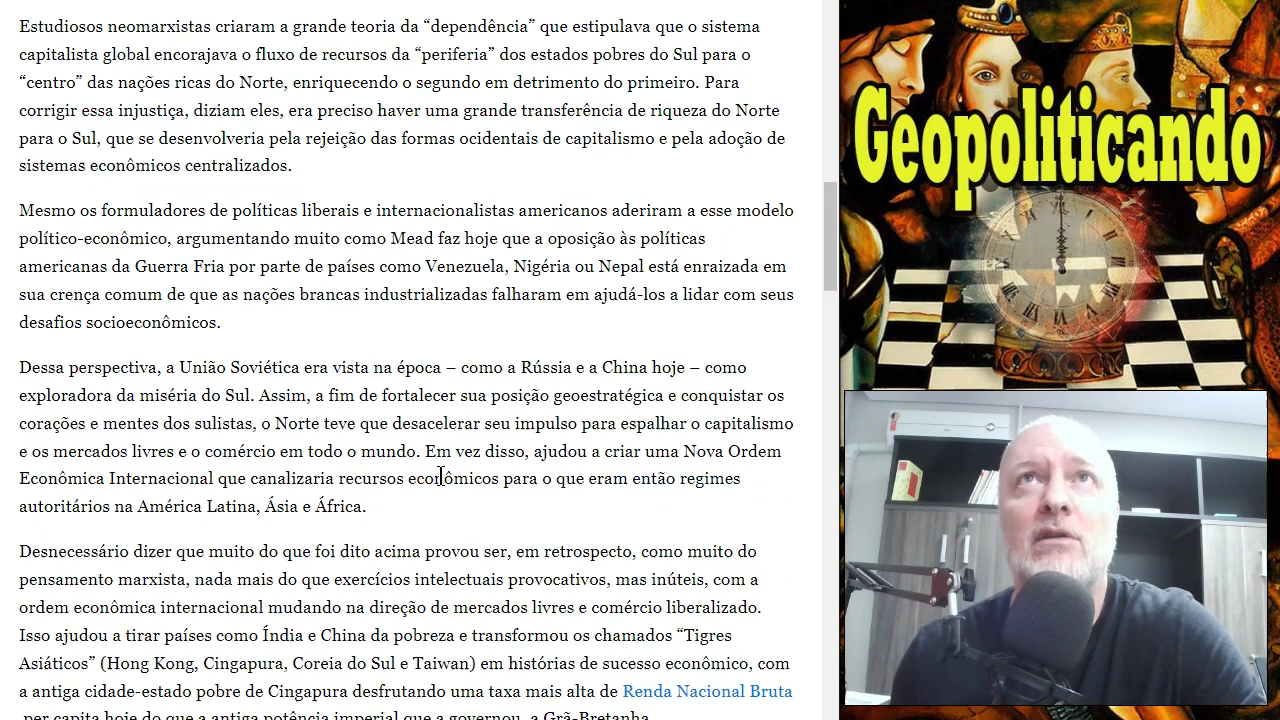 Estudiosos neomarxistas criaram a grande teoria da “dependência” que estipulava que o sistema
capitalista global encorajava o fluxo de recursos da “periferia” dos estados pobres do Sul para o
“centro” das nações ricas do Norte, enriquecendo o segundo em detrimento do primeiro. Para
corrigir essa injustiça, diziam eles, era preciso haver uma grande transferência de riqueza do Norte
para o Sul, que se desenvolveria pela rejeição das formas ocidentais de capitalismo e pela adoção de
sistemas econômicos centralizados.
Mesmo os formuladores de políticas liberais e internacionalistas americanos aderiram a esse modelo
político-econômico, argumentando muito como Mead faz hoje que a oposição às políticas
americanas da Guerra Fria por parte de países como Venezuela, Nigéria ou Nepal está enraizada em
sua crença comum de que as nações brancas industrializadas falharam em ajudá-los a lidar com seus
desafios socioeconômicos.
Dessa perspectiva, a União Soviética era vista na época – como a Rússia e a China hoje – como
exploradora da miséria do Sul. Assim, a fim de fortalecer sua posição geoestratégica e conquistar os
corações e mentes dos sulistas, o Norte teve que desacelerar seu impulso para espalhar o capitalismo
e os mercados livres e o comércio em todo o mundo. Em vez disso, ajudou a criar uma Nova Ordem
Econômica Internacional que canalizaria recursos econômicos para o que eram então regimes
autoritários na América Latina, Ásia e África.
Desnecessário dizer que muito do que foi dito acima provou ser, em retrospecto, como muito do
pensamento marxista, nada mais do que exercícios intelectuais provocativos, mas inúteis, com a
ordem econômica internacional mudando na direção de mercados livres e comércio liberalizado.
Isso ajudou a tirar países como Índia e China da pobreza e transformou os chamados “Tigres
Asiáticos” (Hong Kong, Cingapura, Coreia do Sul e Taiwan) em histórias de sucesso econômico, com
a antiga cidade-estado pobre de Cingapura desfrutando uma taxa mais alta de Renda Nacional Bruta
per capita hoje do que a antiga potência imperial que a governou, a Grã-Bretanha.
Geopoliticando